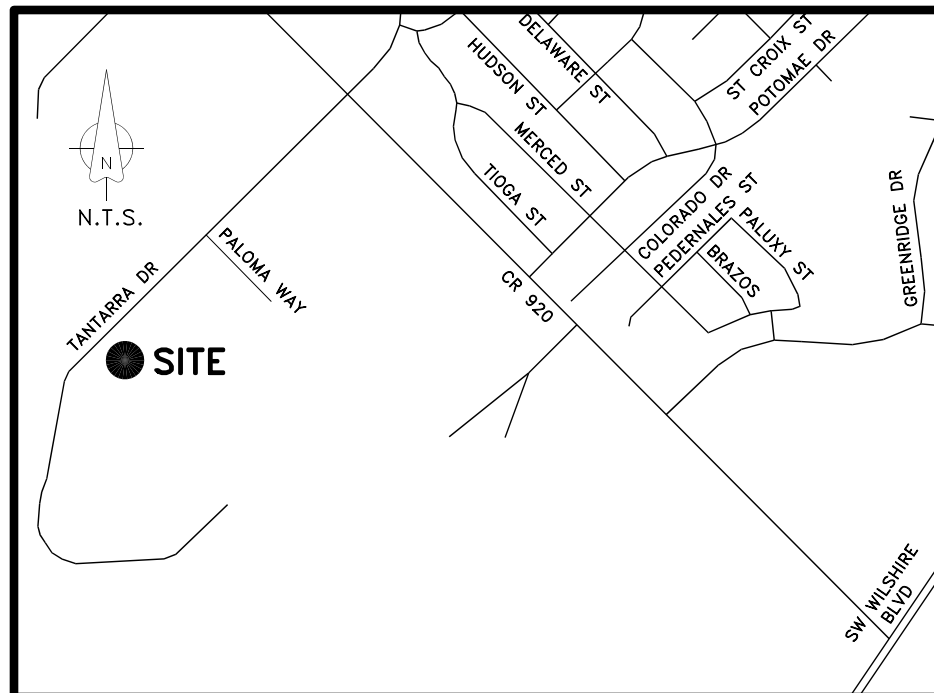 DELAWARE ST
HUDSON ST
ST CROIX ST
POTOMAE DR
MERCED ST
TIOGA ST
N
N.T.S.
COLORADO DR
PEDERNALES ST
PALUXY ST
BRAZOS
GREENRIDGE DR
PALOMA WAY
TANTARRA DR
CR 920
SITE
SW WILSHIRE
BLVD